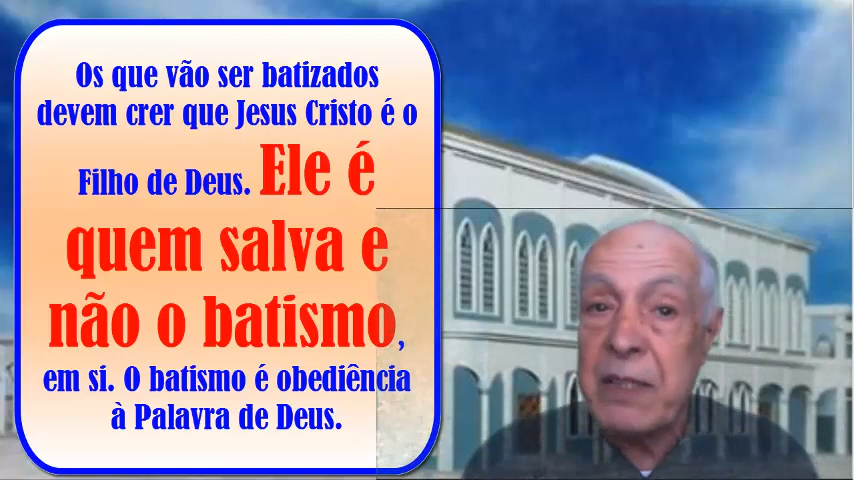 Os que vão ser batizados
devem crer que Jesus Cristo é o
Filho de Deus. Ele é
quem salva e
não o batismo,
em si. O batismo é obediência
à Palavra de Deus.